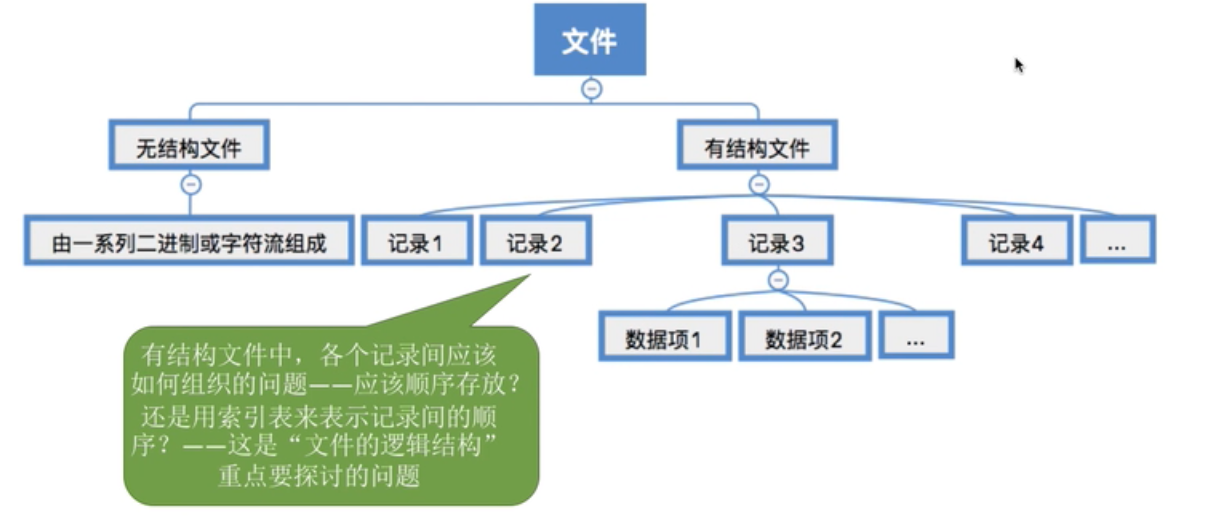 文件
无结构文件
有结构文件
由一系列二进制或字符流组成
记录1
记录2
记录3
记录4
...
数据项1
数据项2
...
有结构文件中，各个记录间应该
如何组织的问题——应该顺序存放？
还是用索引表来表示记录间的顺
序？——这是“文件的逻辑结构”
重点要探讨的问题